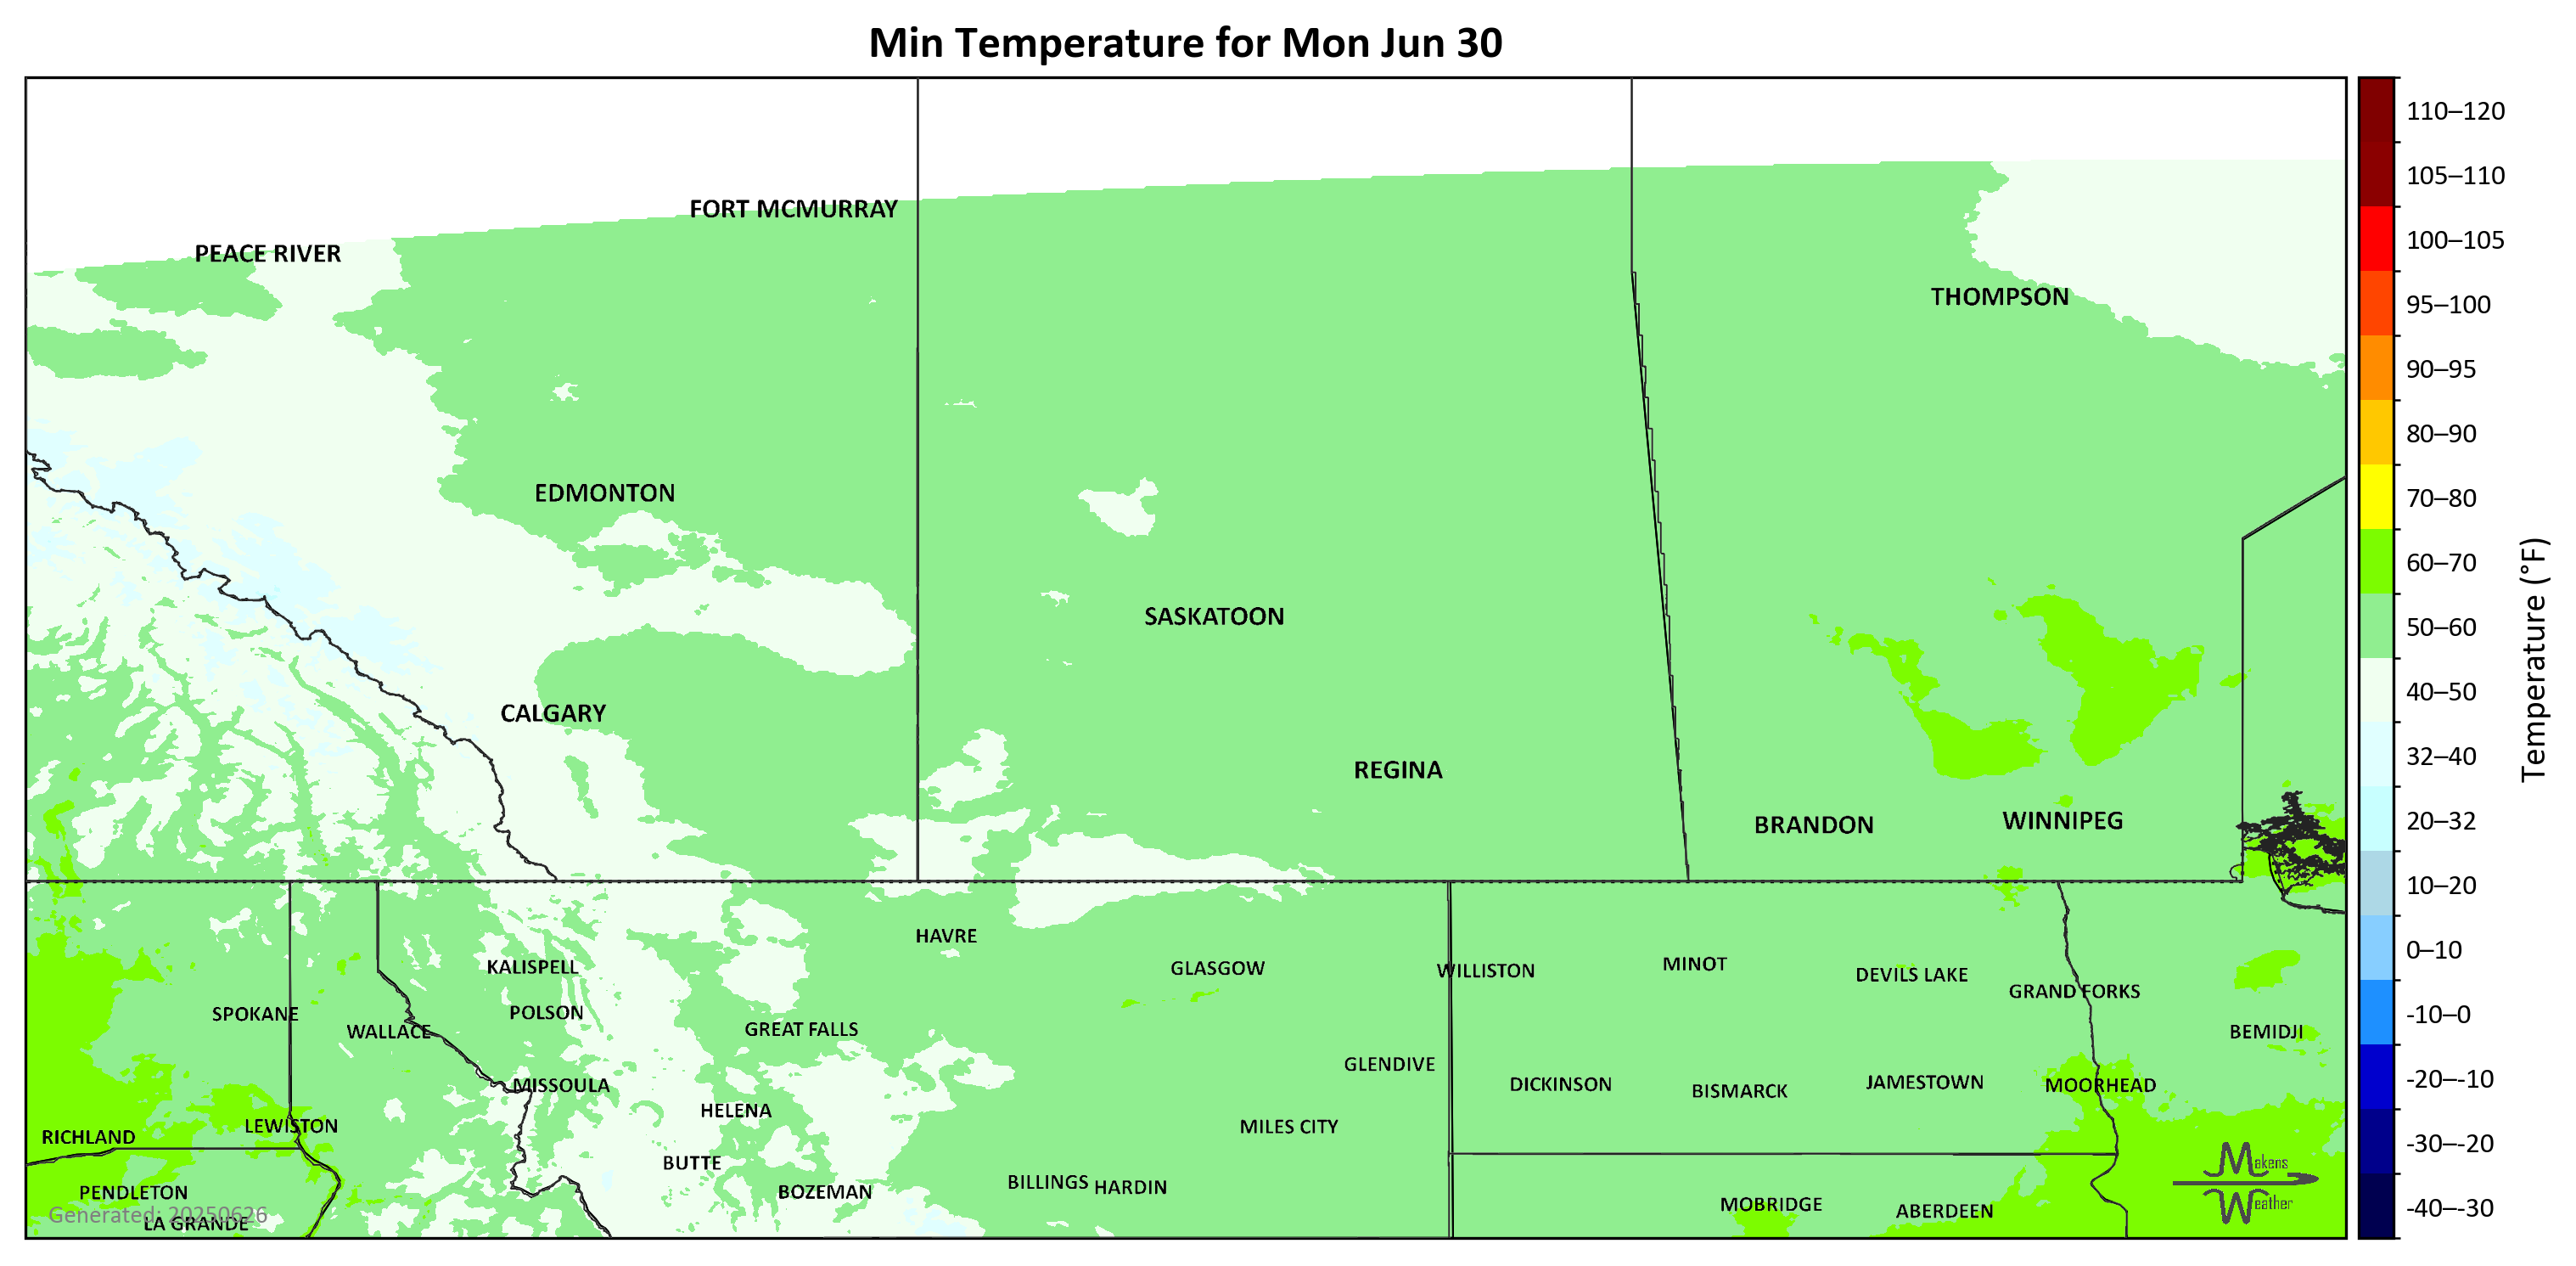 Min Temperature for Mon Jun 30
FORT MCMURRAY
PEACE RIVER
THOMPSON
EDMONTON
SASKATOON
CALGARY
REGINA
BRANDON
WINNIPEG
HAVRE
KALISPELL
GLASGOW
WILLISTON
MINOT
DEVILS LAKE
GRAND FORKS
SPOKANE
POLSON
WALLACE
GREAT FALLS
BEMIDJI
GLENDIVE
MISSOULA
DICKINSON
BISMARCK
JAMESTOWN
MOORHEAD
HELENA
LEWISTON
MILES CITY
RICHLAND
BUTTE
BILLINGS
HARDIN
PENDLETON
BOZEMAN
MOBRIDGE
ABERDEEN
Generated: 20250626
LA GRANDE
Makens
Weather
110–120
105–110
100–105
95–100
90–95
80–90
70–80
60–70
50–60
40–50
32–40
20–32
10–20
0–10
-10–0
-20–-10
-30–-20
-40–-30
Temperature (°F)